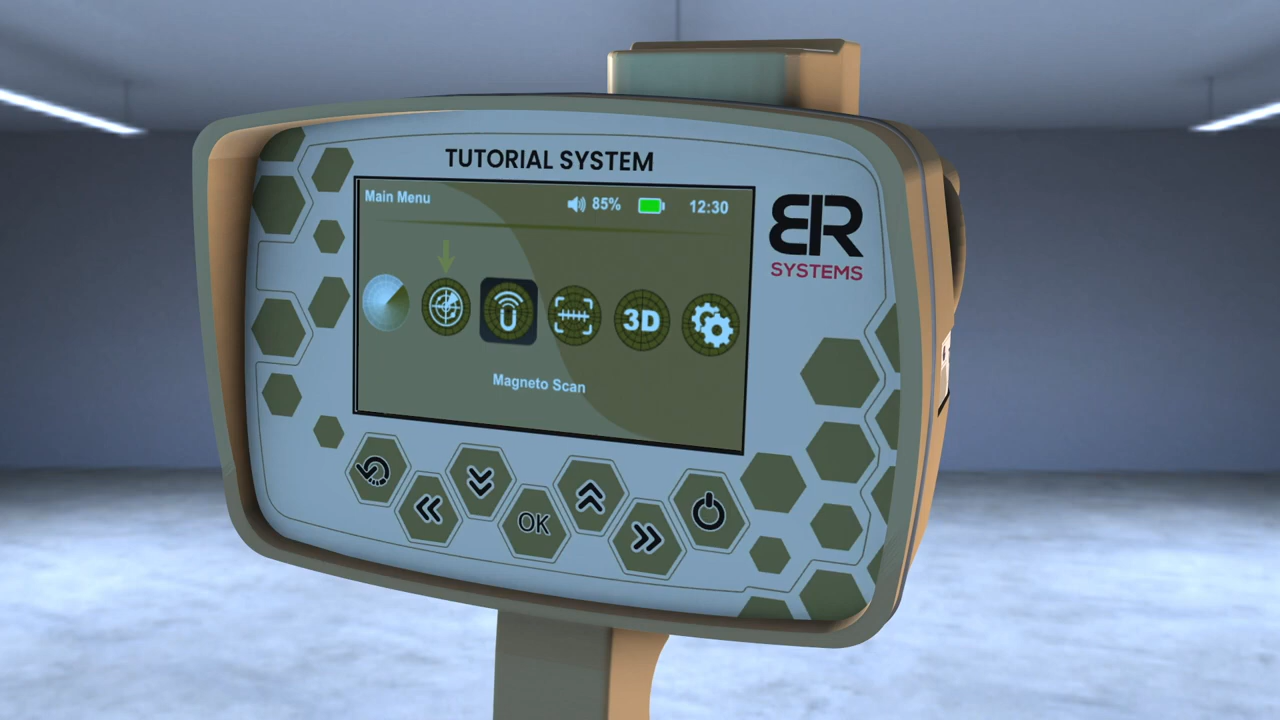 TUTORIAL SYSTEM
Main Menu
85%
12:30
BR
SYSTEMS
3D
Magneto Scan
OK